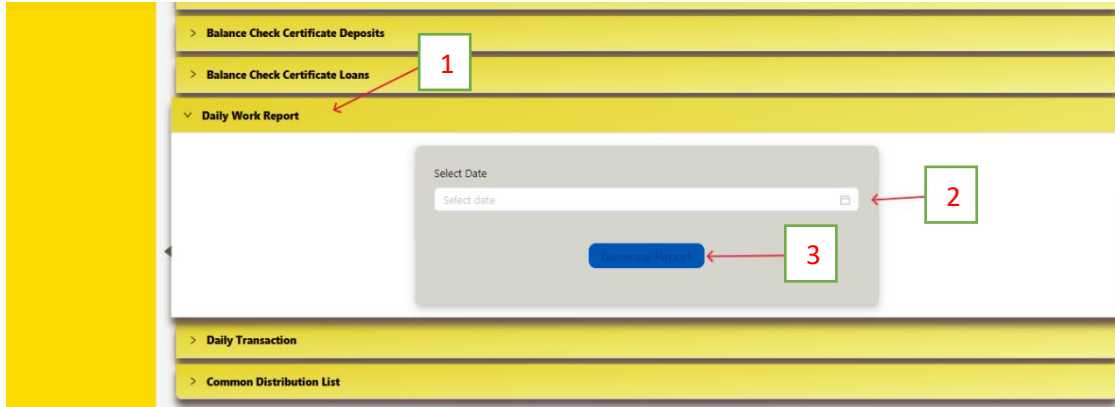 Balance Check Certificate Deposits
Balance Check Certificate Loans
1
Daily Work Report
Select Date
Select date
2
Generate Report
3
Daily Transaction
Common Distribution List